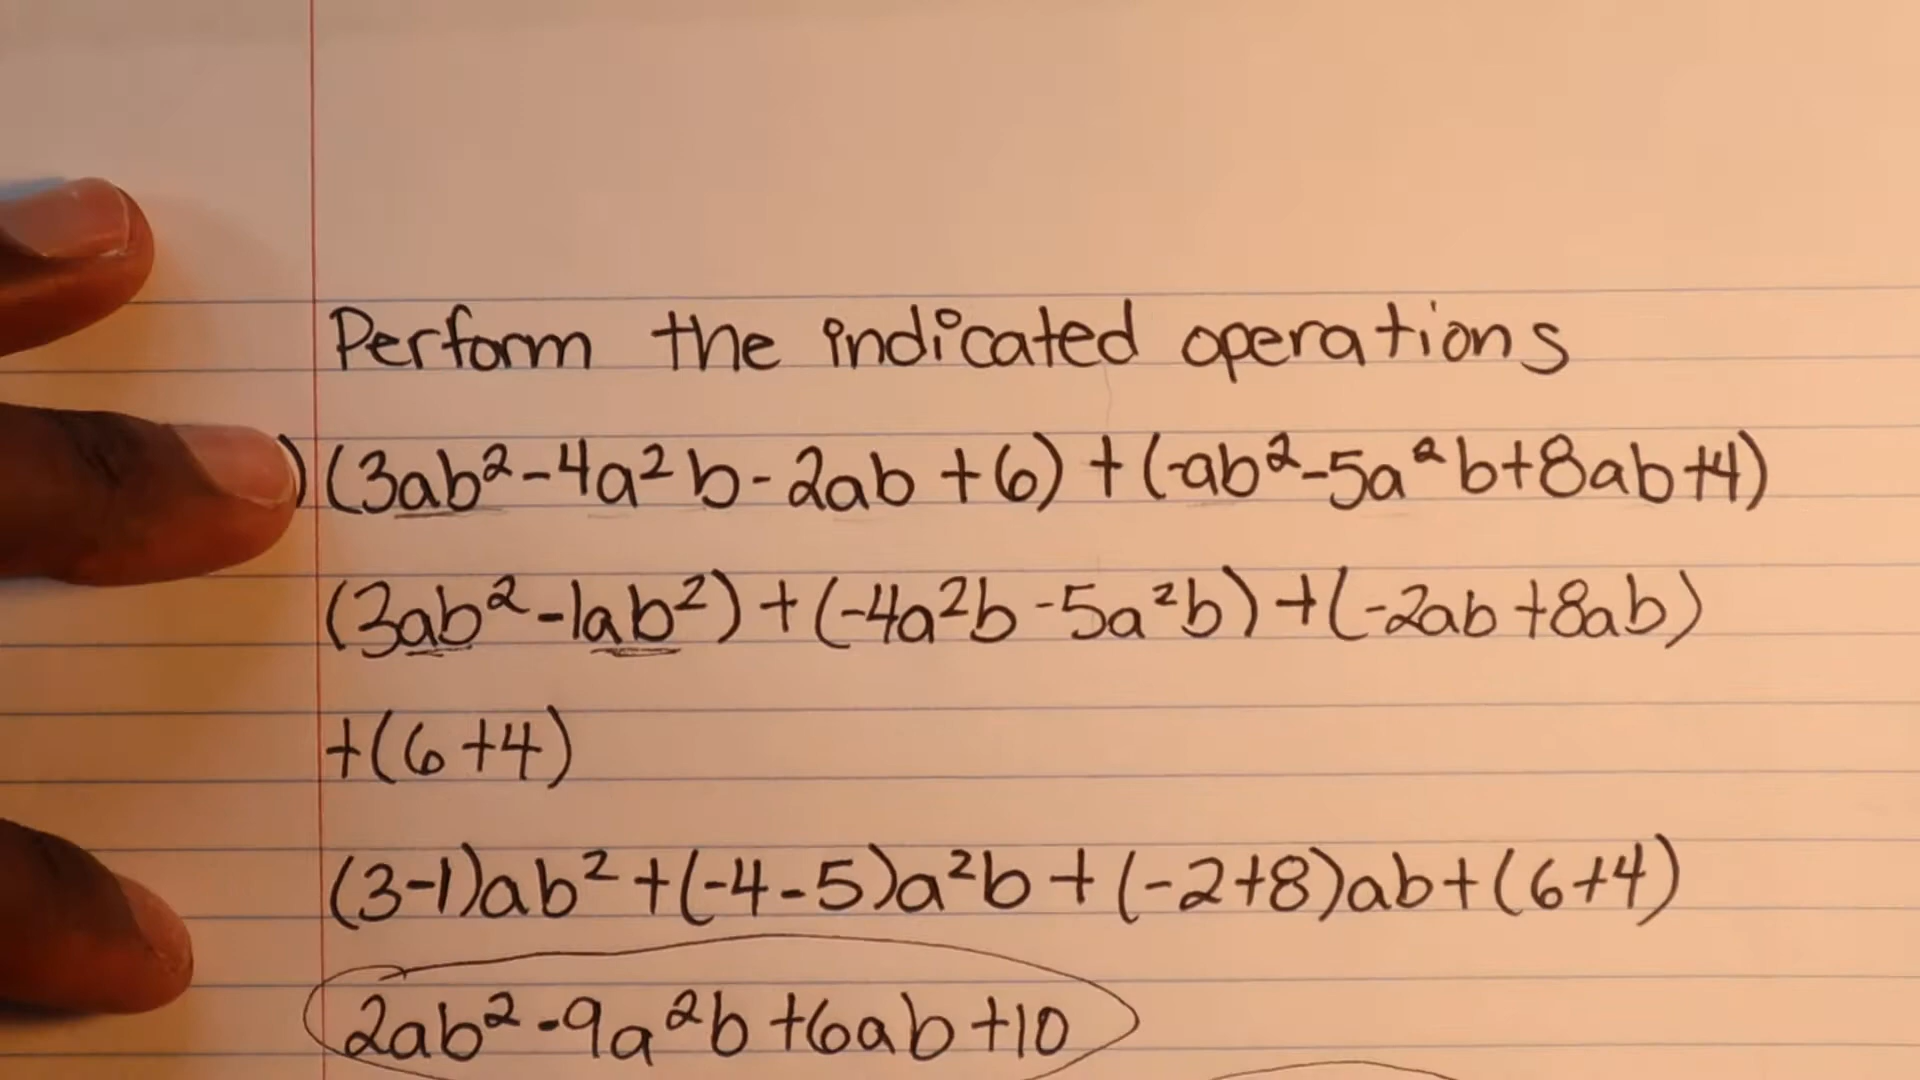 Perform the indicated operations
) (3ab²-4a²b-2ab+6)+(-ab²-5a²b+8ab+4)
(3ab²-1ab²)+(-4a²b-5a²b)+(-2ab+8ab)
+(6+4)
(3-1)ab²+(-4-5)a²b+(-2+8)ab+(6+4)
2ab²-9a²b+6ab+10